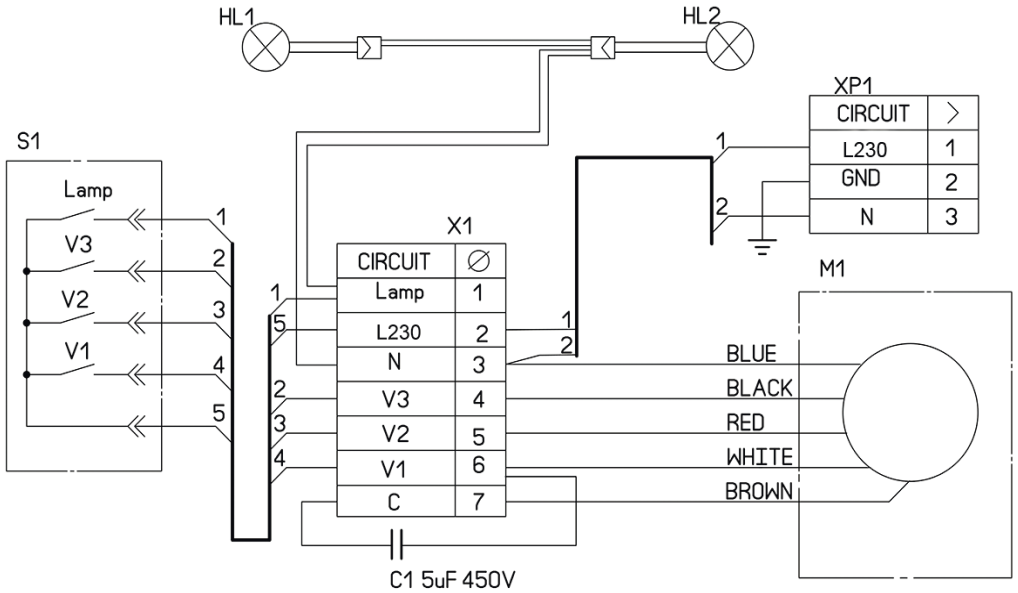 HL1 HL2
XP1
CIRCUIT
L230 1
GND 2
N 3
1
2
S1
Lamp 1
V3 2
V2 3
V1 4
5
X1
CIRCUIT Ø
1 Lamp 1
5 L230 2 1
N 3 2
2 V3 4
3 V2 5
4 V1 6
C 7
C1 5uF 450V
M1
BLUE
BLACK
RED
WHITE
BROWN